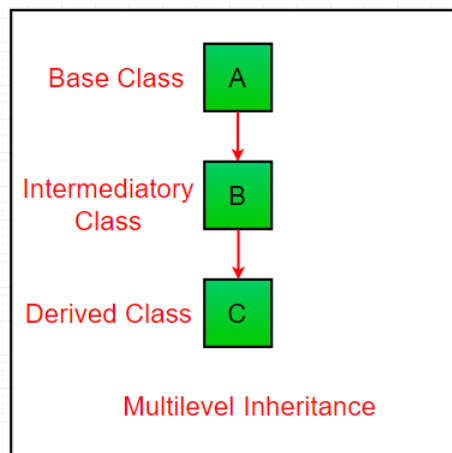 Base Class
A
Intermediatory
Class
B
Derived Class
C
Multilevel Inheritance